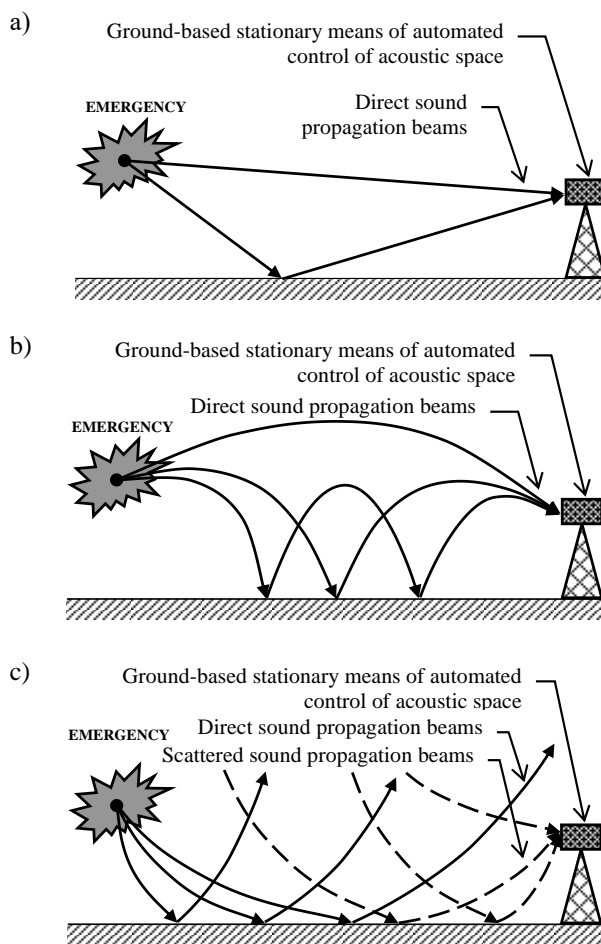 a)
Ground-based stationary means of automated
control of acoustic space
EMERGENCY
Direct sound
propagation beams
b)
Ground-based stationary means of automated
control of acoustic space
Direct sound propagation beams
EMERGENCY
c)
Ground-based stationary means of automated
control of acoustic space
Direct sound propagation beams
EMERGENCY
Scattered sound propagation beams